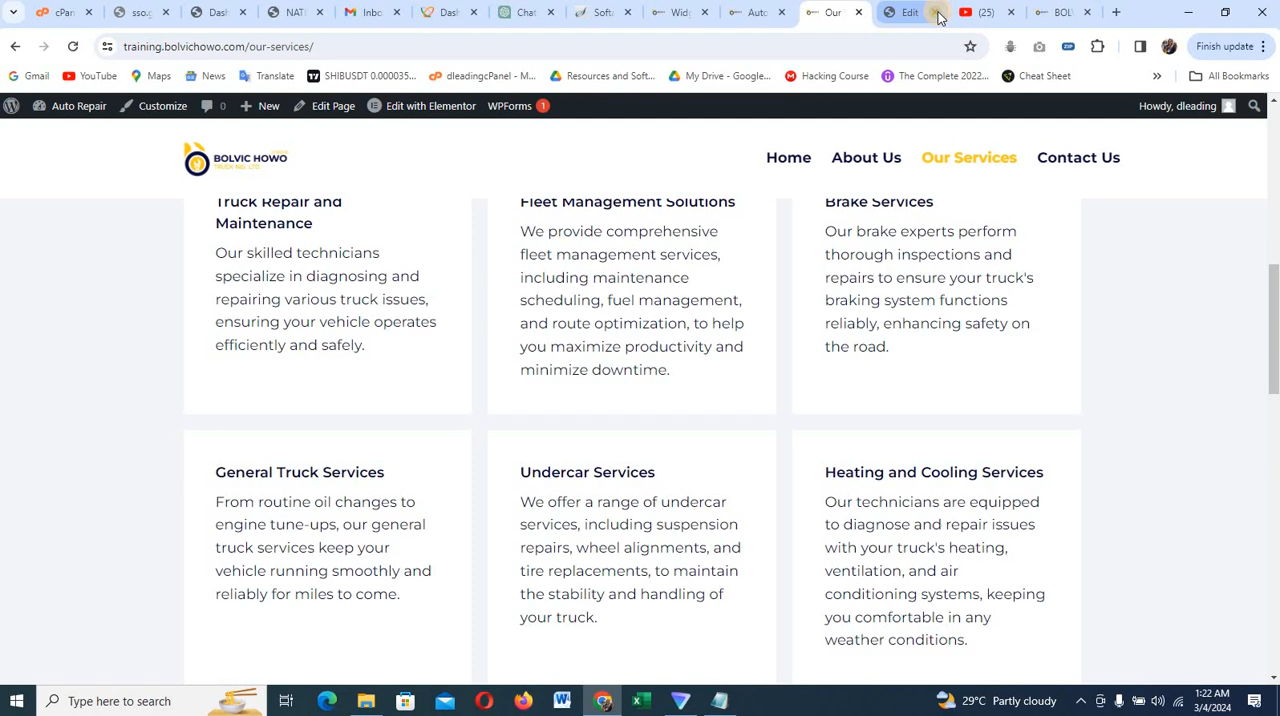 cPan
sso.g
Dash
NATI
Inbo
Dash
Chat
Softa
Widg
Auto
Our
Edit
(25)
BOL
training.bolvichowo.com/our-services/
Finish update
Gmail
YouTube
Maps
News
Translate
SHIBUSDT 0.000035...
dleadingcPanel - M...
Resources and Soft...
My Drive - Google...
Hacking Course
The Complete 2022...
Cheat Sheet
»
All Bookmarks
Auto Repair
Customize
0
New
Edit Page
Edit with Elementor
WPForms 1
Howdy, dleading
BOLVIC HOWO
TRUCK NIG. LTD.
Home
About Us
Our Services
Contact Us
Truck Repair and
Maintenance
Our skilled technicians
specialize in diagnosing and
repairing various truck issues,
ensuring your vehicle operates
efficiently and safely.
Fleet Management Solutions
We provide comprehensive
fleet management services,
including maintenance
scheduling, fuel management,
and route optimization, to help
you maximize productivity and
minimize downtime.
Brake Services
Our brake experts perform
thorough inspections and
repairs to ensure your truck's
braking system functions
reliably, enhancing safety on
the road.
General Truck Services
From routine oil changes to
engine tune-ups, our general
truck services keep your
vehicle running smoothly and
reliably for miles to come.
Undercar Services
We offer a range of undercar
services, including suspension
repairs, wheel alignments, and
tire replacements, to maintain
the stability and handling of
your truck.
Heating and Cooling Services
Our technicians are equipped
to diagnose and repair issues
with your truck's heating,
ventilation, and air
conditioning systems, keeping
you comfortable in any
weather conditions.
Type here to search
29°C Partly cloudy
1:22 AM
3/4/2024